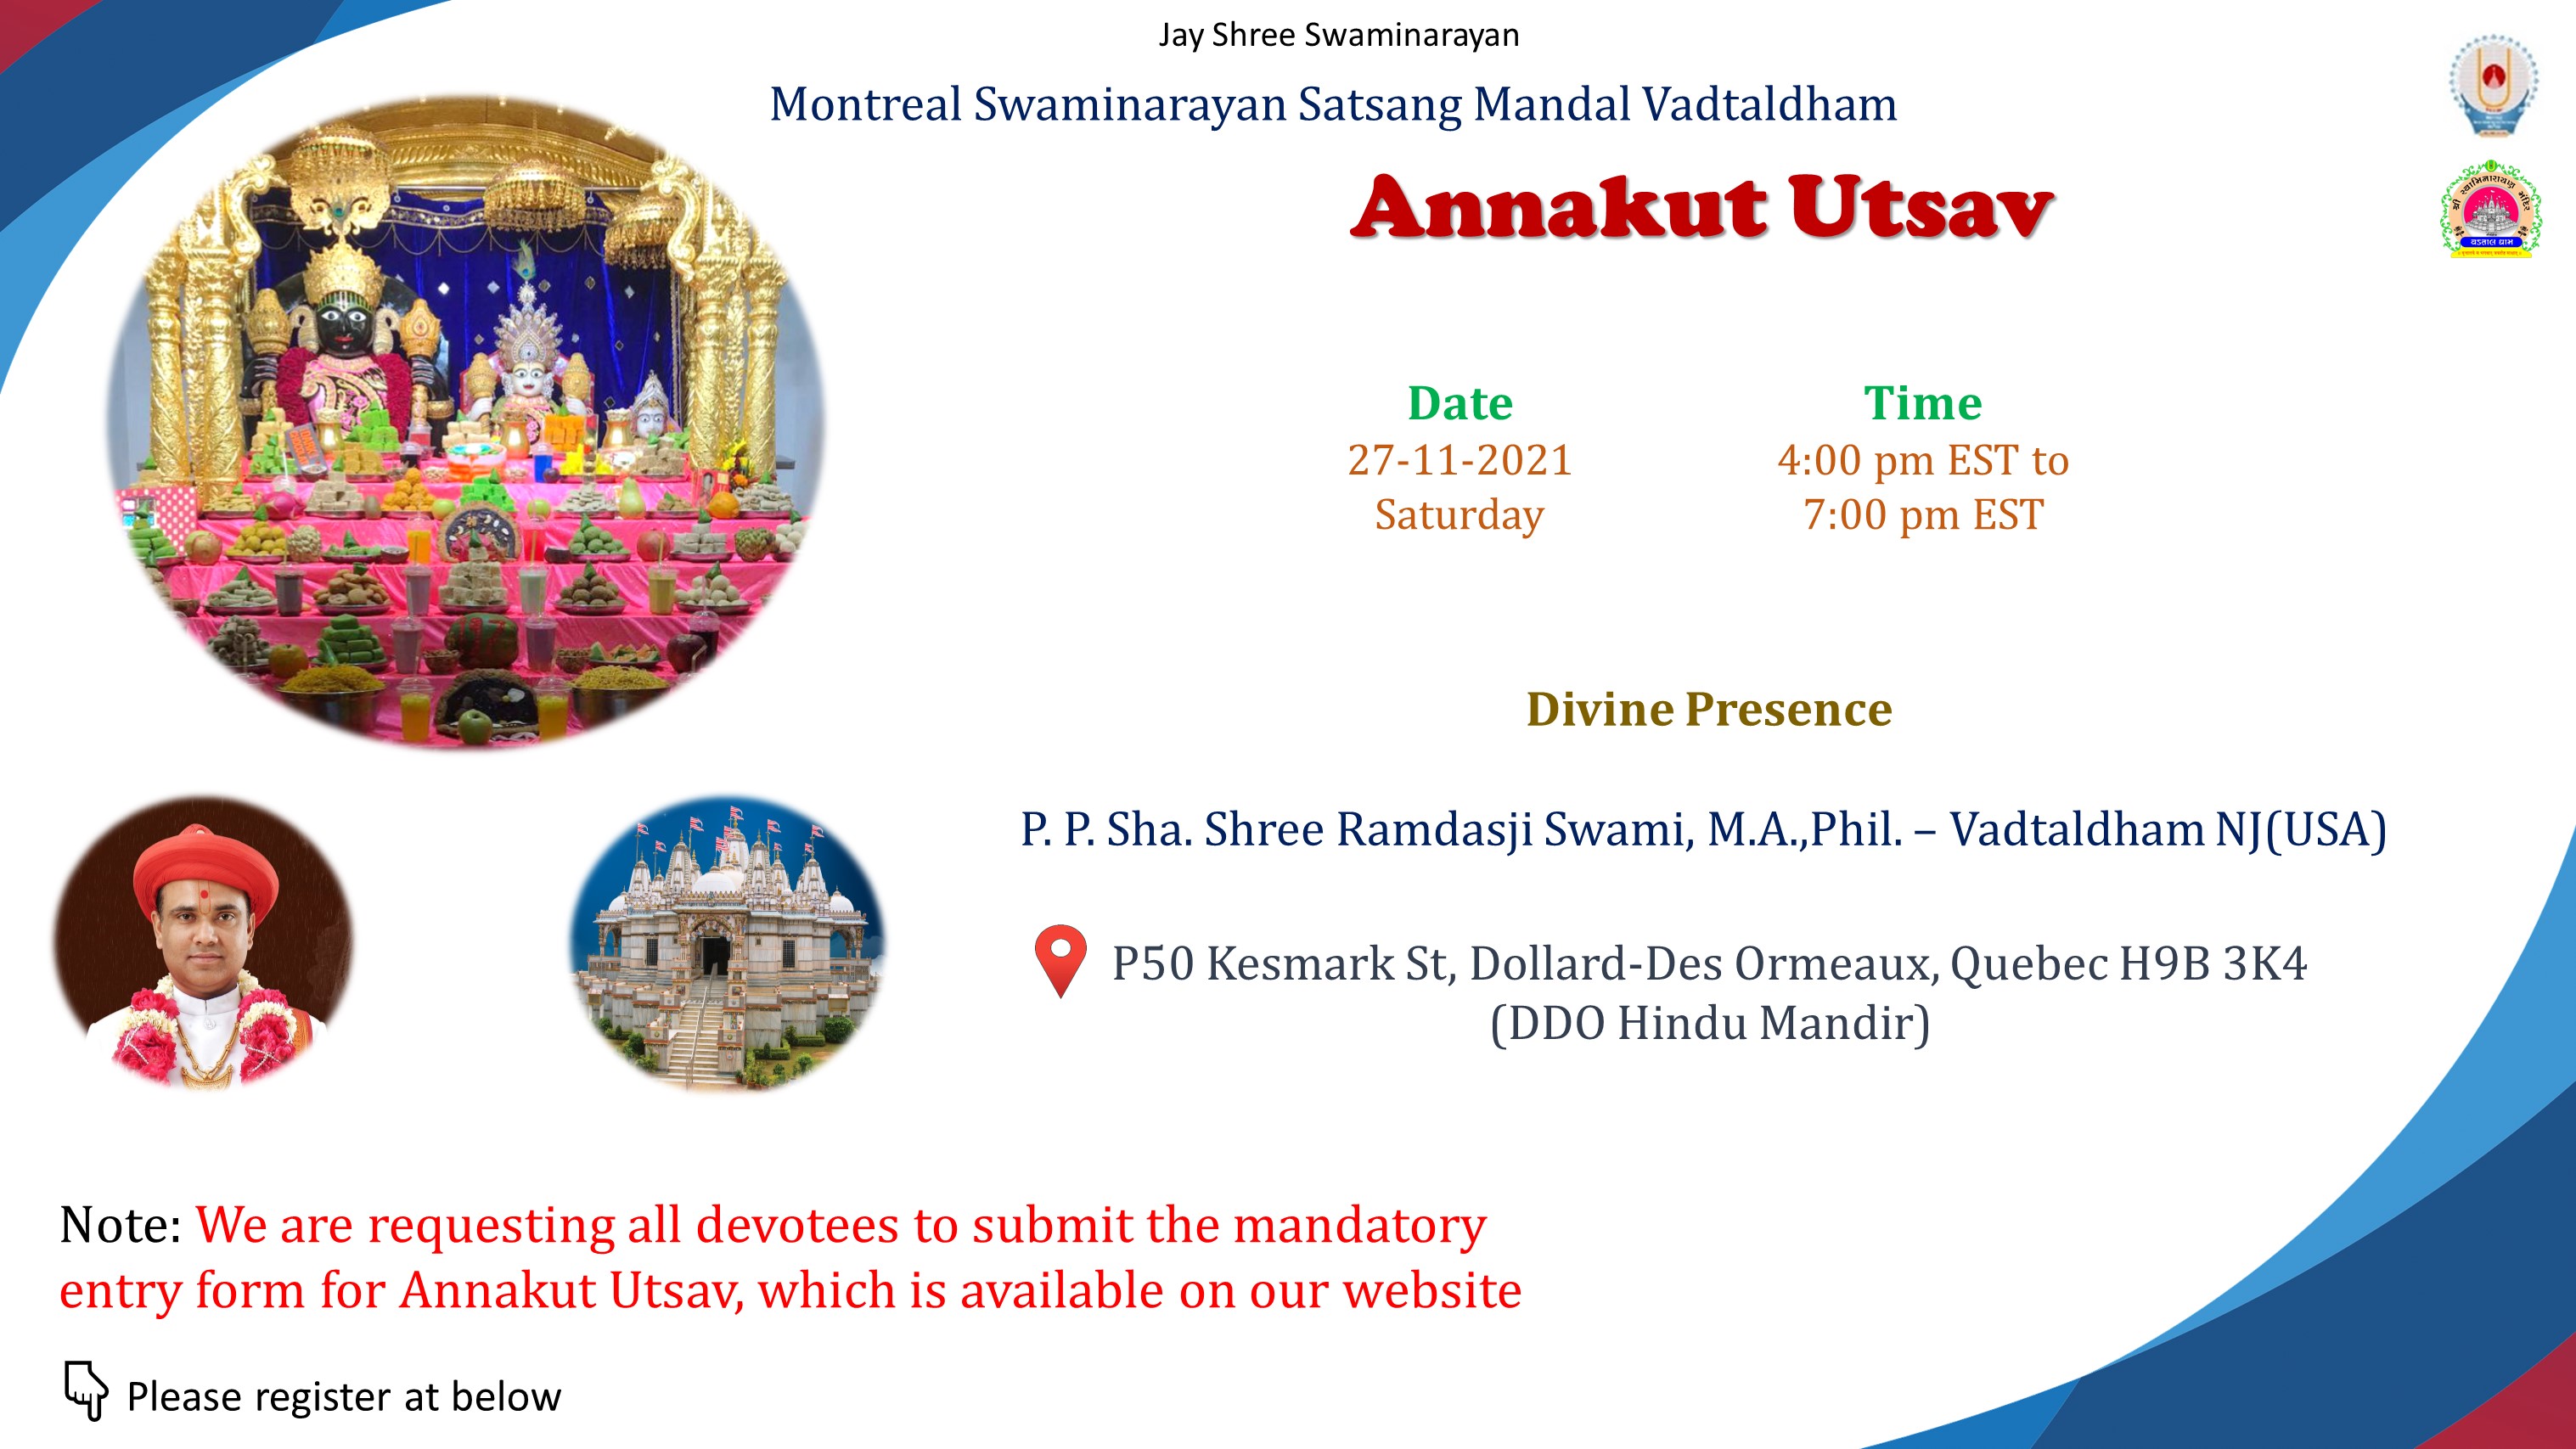 Jay Shree Swaminarayan
Montreal Swaminarayan Satsang Mandal Vadtaldham
Annakut Utsav
Date
27-11-2021
Saturday
Time
4:00 pm EST to
7:00 pm EST
Divine Presence
P. P. Sha. Shree Ramdasji Swami, M.A.,Phil. – Vadtaldham NJ(USA)
P50 Kesmark St, Dollard-Des Ormeaux, Quebec H9B 3K4
(DDO Hindu Mandir)
Note: We are requesting all devotees to submit the mandatory
entry form for Annakut Utsav, which is available on our website
Please register at below
श्री स्वामिनारायण मंदिर
वडताल धाम